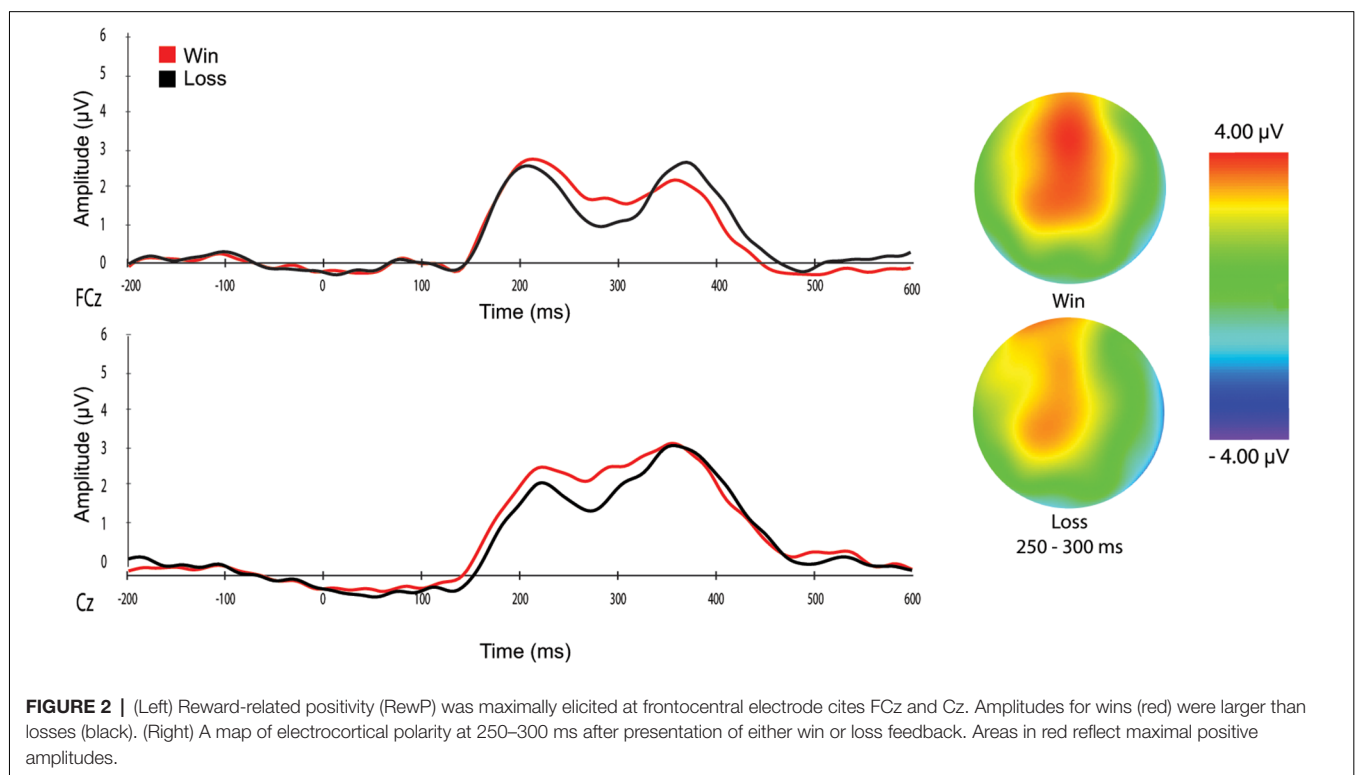 6
5
4
3
2
1
0
Amplitude (µV)
Win
Loss
-200 -100 0 100 200 300 400 500 600
FCz
Time (ms)
6
5
4
3
2
1
0
Amplitude (µV)
-200 -100 0 100 200 300 400 500 600
Cz
Time (ms)
Win
Loss
250 - 300 ms
4.00 µV
- 4.00 µV
FIGURE 2 | (Left) Reward-related positivity (RewP) was maximally elicited at frontocentral electrode cites FCz and Cz. Amplitudes for wins (red) were larger than
losses (black). (Right) A map of electrocortical polarity at 250–300 ms after presentation of either win or loss feedback. Areas in red reflect maximal positive
amplitudes.